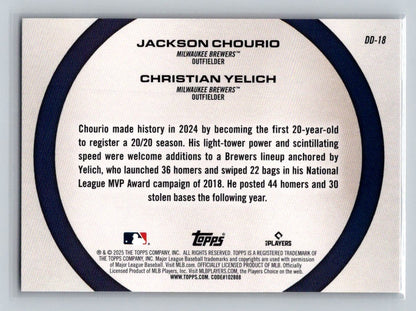 DD-18
JACKSON CHOURIO
MILWAUKEE BREWERS™
OUTFIELDER
CHRISTIAN YELICH
MILWAUKEE BREWERS™
OUTFIELDER
Chourio made history in 2024 by becoming the first 20-year-old
to register a 20/20 season. His light-tower power and scintillating
speed were welcome additions to a Brewers lineup anchored by
Yelich, who launched 36 homers and swiped 22 bags in his National
League MVP Award campaign of 2018. He posted 44 homers and 30
stolen bases the following year.
TOPPS
PLAYERS
® & © 2025 THE TOPPS COMPANY, INC. ALL RIGHTS RESERVED. TOPPS IS A REGISTERED TRADEMARK OF
THE TOPPS COMPANY, INC. Major League Baseball trademarks and copyrights are used with permission
of Major League Baseball. Visit MLB.com. OFFICIALLY LICENSED PRODUCT OF MLB Players, Inc. Officially
Licensed Product of MLB Players, Inc. Visit MLBPLAYERS.COM, the Players Choice on the web.
WWW.TOPPS.COM. CODE#102808